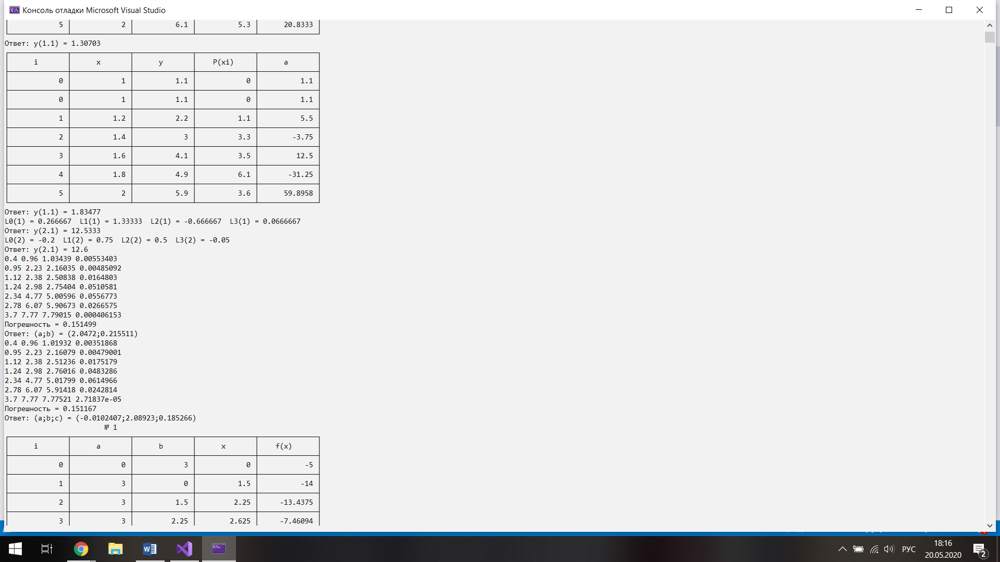 Консоль отладки Microsoft Visual Studio
5 2 6.1 5.3 20.8333
Ответ: y(1.1) = 1.30703
i x y P(xi) a
0 1 1.1 0 1.1
0 1 1.1 0 1.1
1 1.2 2.2 1.1 5.5
2 1.4 3 3.3 -3.75
3 1.6 4.1 3.5 12.5
4 1.8 4.9 6.1 -31.25
5 2 5.9 3.6 59.8958
Ответ: y(1.1) = 1.83477
L0(1) = 0.266667 L1(1) = 1.33333 L2(1) = -0.666667 L3(1) = 0.0666667
Ответ: y(2.1) = 12.5333
L0(2) = -0.2 L1(2) = 0.75 L2(2) = 0.5 L3(2) = -0.05
Ответ: y(2.1) = 12.6
0.4 0.96 1.03439 0.00553403
0.95 2.23 2.16035 0.00485092
1.12 2.38 2.50838 0.0164803
1.24 2.98 2.75404 0.0510581
2.34 4.77 5.00596 0.0556773
2.78 6.07 5.90673 0.0266575
3.7 7.77 7.79015 0.000406153
Погрешность = 0.151499
Ответ: (a;b) = (2.0472;0.215511)
0.4 0.96 1.01932 0.00351868
0.95 2.23 2.16079 0.00479001
1.12 2.38 2.51236 0.0175179
1.24 2.98 2.76016 0.0483286
2.34 4.77 5.01799 0.0614966
2.78 6.07 5.91418 0.0242814
3.7 7.77 7.77521 2.71837e-05
Погрешность = 0.151167
Ответ: (a;b;c) = (-0.0102407;2.08923;0.185266)
№ 1
i a b x f(x)
0 0 3 0 -5
1 3 0 1.5 -14
2 3 1.5 2.25 -13.4375
3 3 2.25 2.625 -7.46094
РУС
18:16
20.05.2020
2